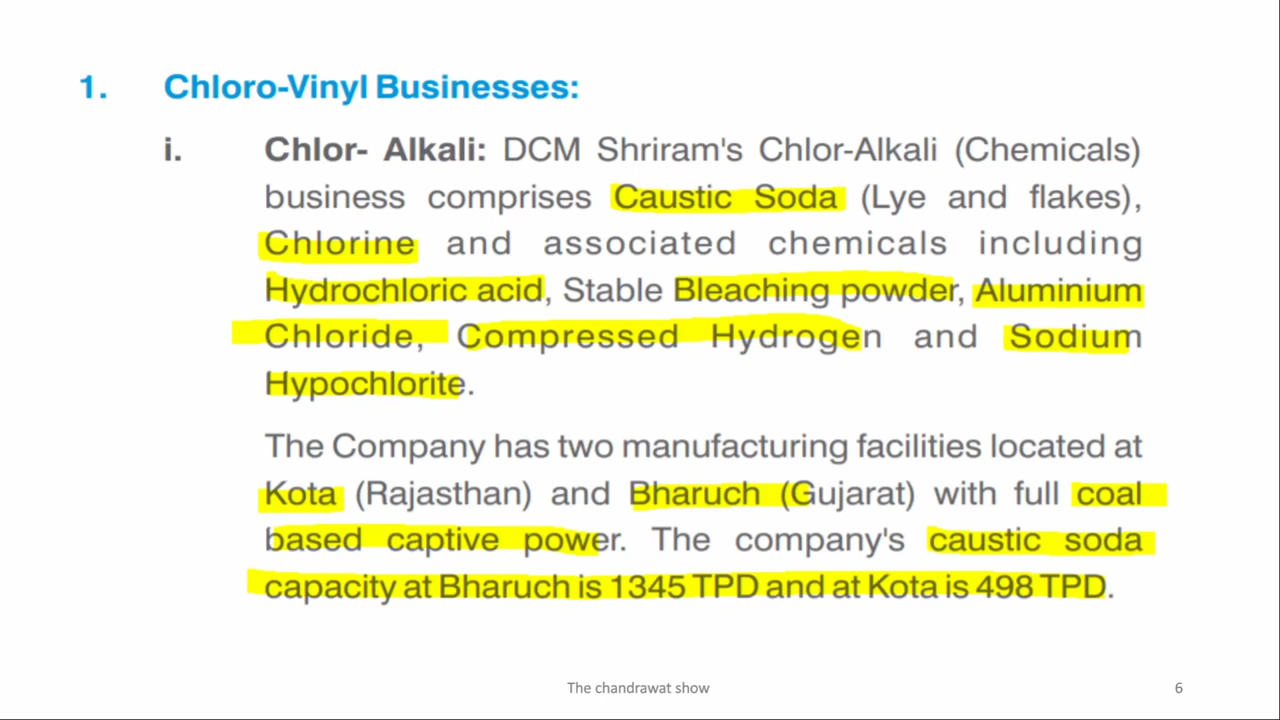 1. Chloro-Vinyl Businesses:
i. Chlor- Alkali: DCM Shriram's Chlor-Alkali (Chemicals)
business comprises Caustic Soda (Lye and flakes),
Chlorine and associated chemicals including
Hydrochloric acid, Stable Bleaching powder, Aluminium
Chloride, Compressed Hydrogen and Sodium
Hypochlorite.
The Company has two manufacturing facilities located at
Kota (Rajasthan) and Bharuch (Gujarat) with full coal
based captive power. The company's caustic soda
capacity at Bharuch is 1345 TPD and at Kota is 498 TPD.
The chandrawat show 6